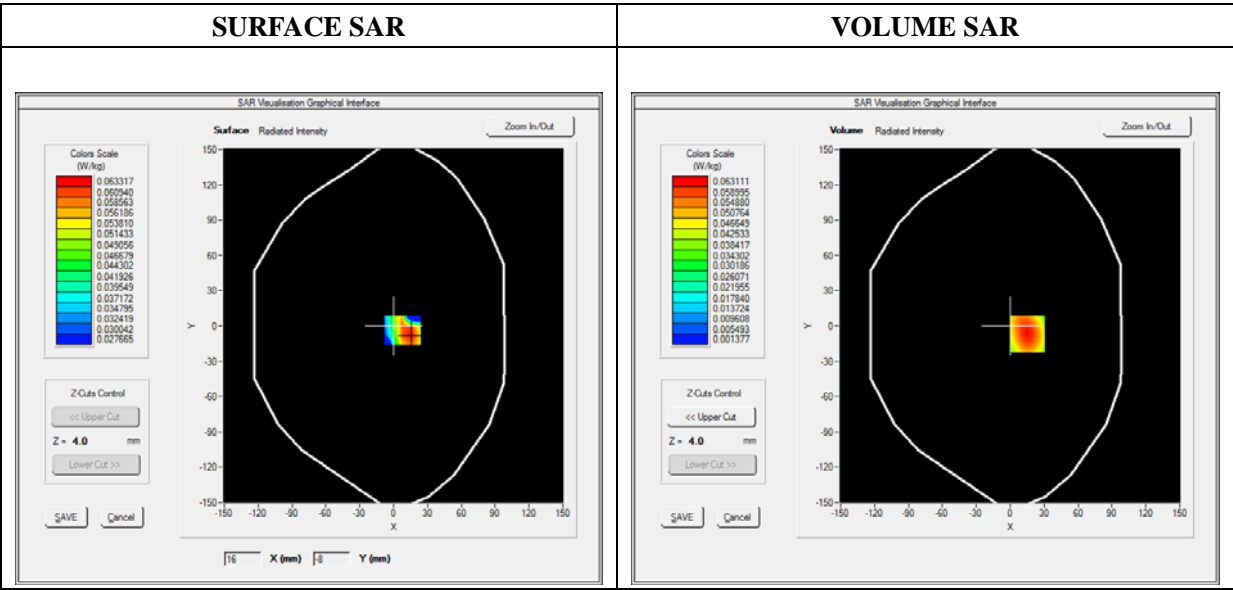 SURFACE SAR
VOLUME SAR
SAR Visualisation Graphical Interface
Surface Radiated Intensity
Zoom In/Out
Colors Scale
(W/kg)
0.063317
0.060940
0.058563
0.056186
0.053810
0.051433
0.049056
0.046679
0.044302
0.041926
0.039549
0.037172
0.034795
0.032419
0.030042
0.027665
Z-Cuts Control
<< Upper Cut
Z = 4.0 mm
Lower Cut >>
SAVE Cancel
150
120
90
60
30
0
-30
-60
-90
-120
-150
Y
-150 -120 -90 -60 -30 0 30 60 90 120 150
X
16 X (mm) -8 Y (mm)
SAR Visualisation Graphical Interface
Volume Radiated Intensity
Zoom In/Out
Colors Scale
(W/kg)
0.063111
0.058995
0.054880
0.050764
0.046649
0.042533
0.038417
0.034302
0.030186
0.026071
0.021955
0.017840
0.013724
0.009608
0.005493
0.001377
Z-Cuts Control
<< Upper Cut
Z = 4.0 mm
Lower Cut >>
SAVE Cancel
150
120
90
60
30
0
-30
-60
-90
-120
-150
Y
-150 -120 -90 -60 -30 0 30 60 90 120 150
X